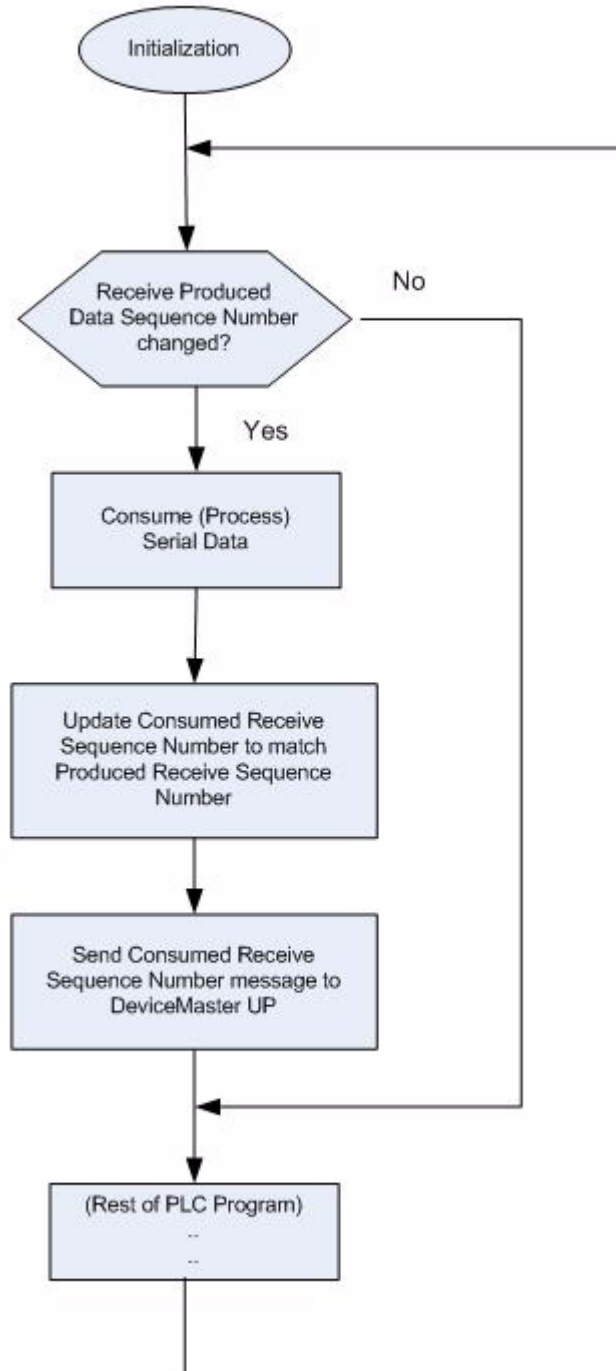 Initialization
Receive Produced
Data Sequence Number
changed?
No
Yes
Consume (Process)
Serial Data
Update Consumed Receive
Sequence Number to match
Produced Receive Sequence
Number
Send Consumed Receive
Sequence Number message to
DeviceMaster UP
(Rest of PLC Program)
..
..